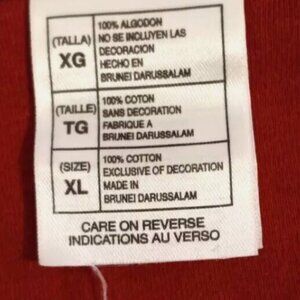 (TALLA)
XG
100% ALGODON
NO SE INCLUYEN LAS
DECORACION
HECHO EN
BRUNEI DARUSSALAM
(TAILLE)
TG
100% COTON
SANS DECORATION
FABRIQUE A
BRUNEI DARUSSALAM
(SIZE)
XL
100% COTTON
EXCLUSIVE OF DECORATION
MADE IN
BRUNEI DARUSSALAM
CARE ON REVERSE
INDICATIONS AU VERSO